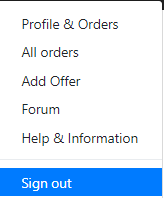 Profile & Orders
All orders
Add Offer
Forum
Help & Information
Sign out